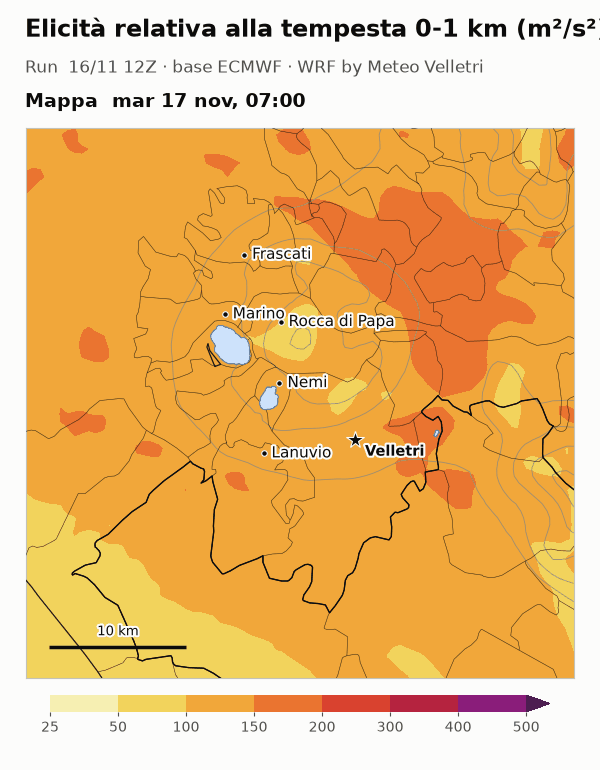 Elicità relativa alla tempesta 0-1 km (m²/s²)
Run  16/11 12Z · base ECMWF · WRF by Meteo Velletri
Mappa  mar 17 nov, 07:00
Frascati
Marino
Rocca di Papa
Nemi
Velletri
Lanuvio
10 km
25 50 100 150 200 300 400 500